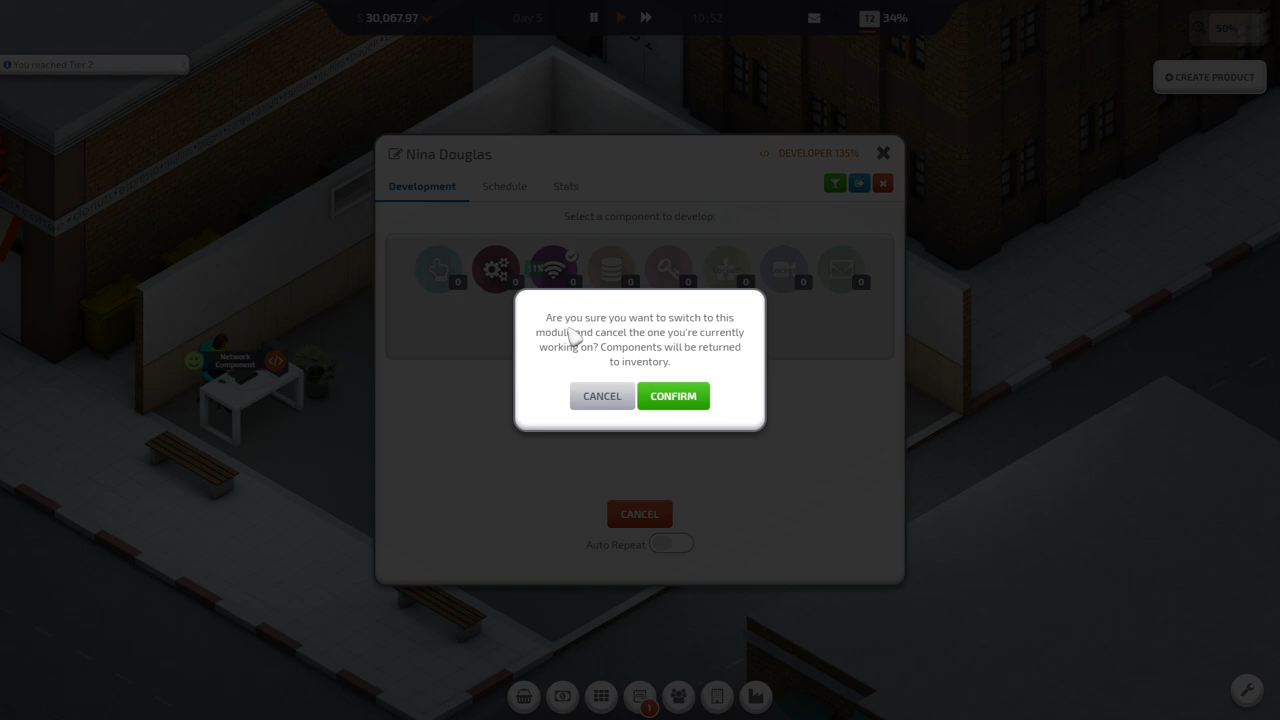 $ 30,067.97
Day 5
10:52
T2 34%
50%
You reached Tier 2
CREATE PRODUCT
Nina Douglas
</> DEVELOPER 135%
Development
Schedule
Stats
Select a component to develop:
11%
0
0
0
0
0
0
0
0
Are you sure you want to switch to this
module and cancel the one you're currently
working on? Components will be returned
to inventory.
CANCEL
CONFIRM
Network
Component
CANCEL
Auto Repeat
1